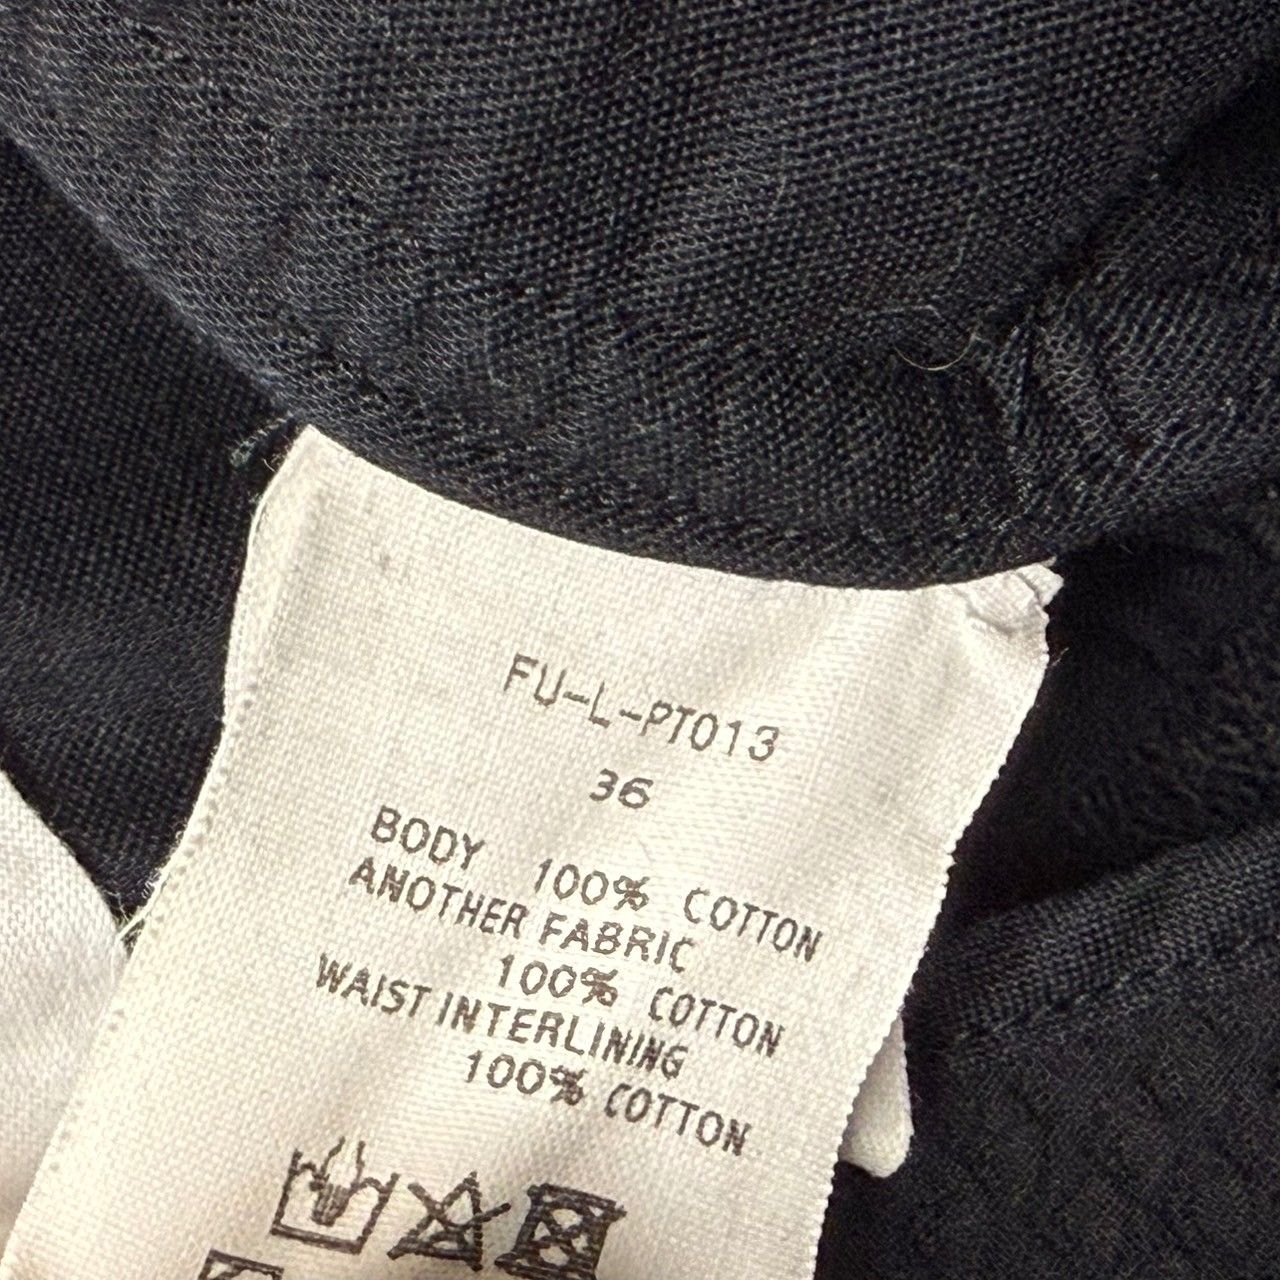 FU-L-PT013
36
BODY 100% COTTON
ANOTHER FABRIC
100% COTTON
WAIST INTERLINING
100% COTTON